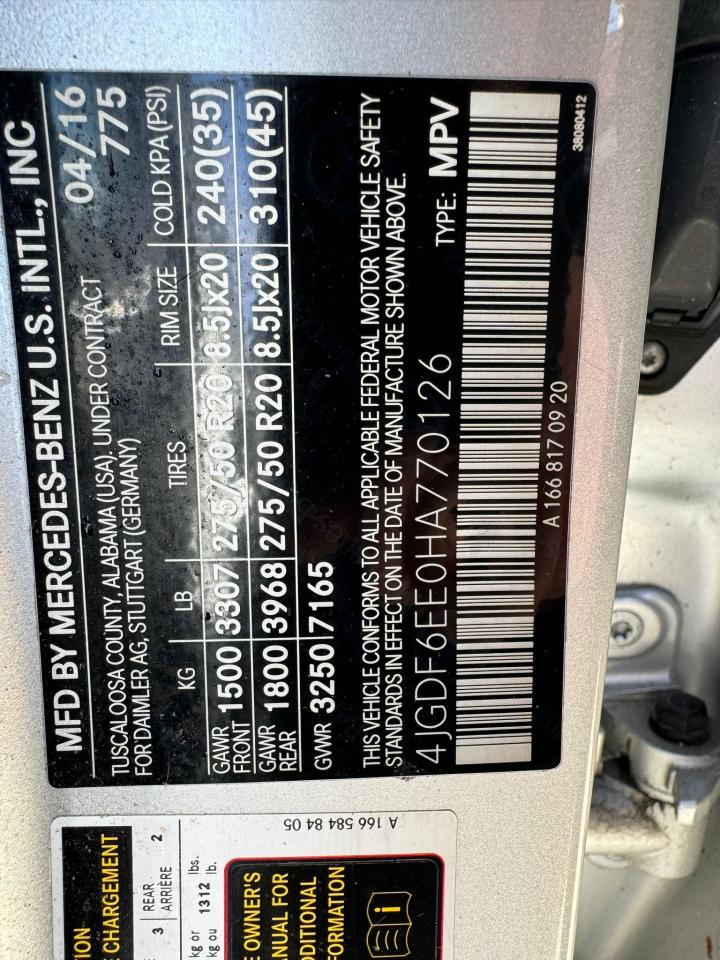 MFD BY MERCEDES-BENZ U.S. INTL., INC
TUSCALOOSA COUNTY, ALABAMA (USA), UNDER CONTRACT 04/16
FOR DAIMLER AG, STUTTGART (GERMANY) 775
KG LB TIRES RIM SIZE COLD KPA (PSI)
GAWR FRONT 1500 3307 275/50 R20 8.5Jx20 240(35)
GAWR REAR 1800 3968 275/50 R20 8.5Jx20 310(45)
GVWR 3250 7165
THIS VEHICLE CONFORMS TO ALL APPLICABLE FEDERAL MOTOR VEHICLE SAFETY
STANDARDS IN EFFECT ON THE DATE OF MANUFACTURE SHOWN ABOVE.
4JGDF6EE0HA770126 TYPE: MPV
A 166 817 09 20
38080412
CHARGEMENT
3 REAR 2
ARRIÈRE
kg or 1312 lbs.
kg ou lb.
A 166 584 84 05
OWNER'S
FOR